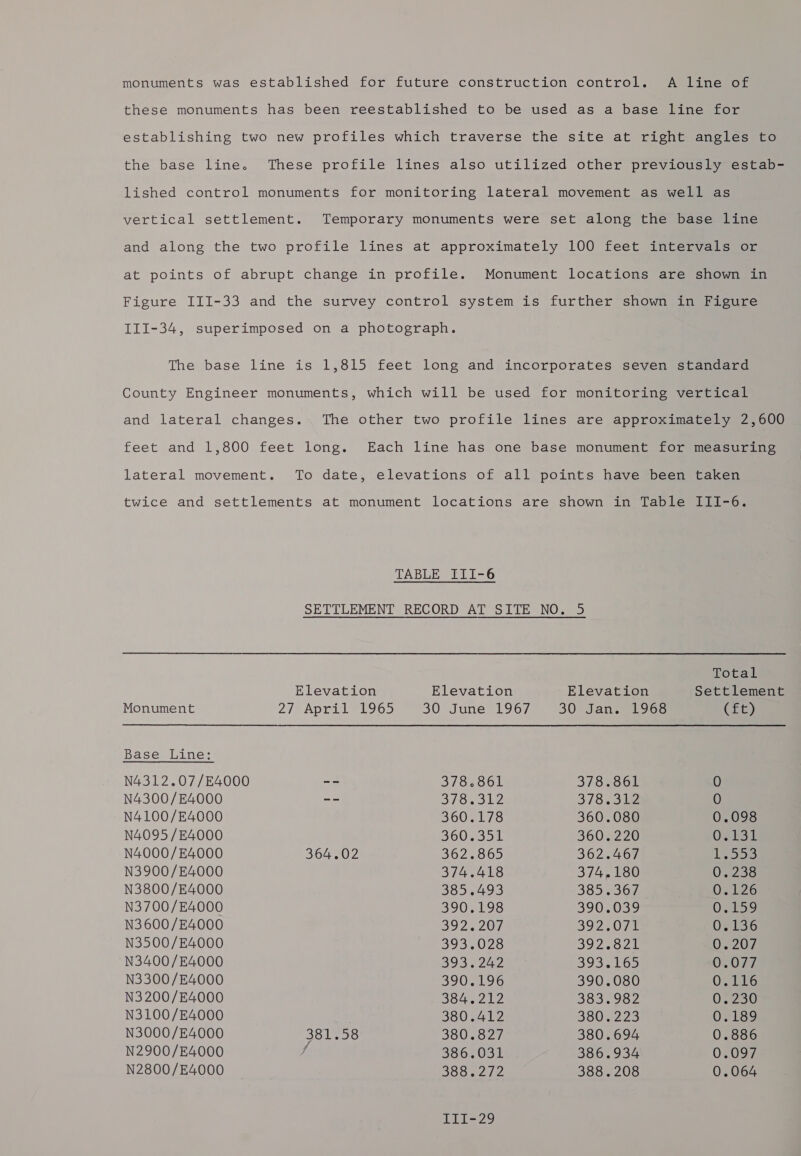 monuments was established for future construction control. A line of
these monuments has been reestablished to be used as a base line for
establishing two new profiles which traverse the site at right angles to
the base line. These profile lines also utilized other previously estab-
lished control monuments for monitoring lateral movement as well as
vertical settlement. Temporary monuments were set along the base line
and along the two profile lines at approximately 100 feet intervals or
at points of abrupt change in profile. Monument locations are shown in
Figure III-33 and the survey control system is further shown in Figure
III-34, superimposed on a photograph.
The base line is 1,815 feet long and incorporates seven standard
County Engineer monuments, which will be used for monitoring vertical
and lateral changes. The other two profile lines are approximately 2,600
feet and 1,800 feet long. Each line has one base monument for measuring
lateral movement. To date, elevations of all points have been taken
twice and settlements at monument locations are shown in Table III-6.
TABLE III-6
SETTLEMENT RECORD AT SITE NO. 5
Total
Elevation Elevation Elevation Settlement
Monument 27 April 1965 30 June 1967 30 Jan. 1968 (ft)
Base Line:
N4312.07/E4000 -- 378.861 378.861 0
N4300/E4000 -- 378.312 378.312 0
N4100/E4000 360.178 360.080 0.098
N4095/E4000 360.351 360.220 0.131
N4000/E4000 364.02 362.865 362.467 1.553
N3900/E4000 374.418 374.180 0.238
N3800/E4000 385.493 385.367 0.126
N3700/E4000 390.198 390.039 0.159
N3600/E4000 392.207 392.071 0.136
N3500/E4000 393.028 392.821 0.207
N3400/E4000 393.242 393.165 0.077
N3300/E4000 390.196 390.080 0.116
N3200/E4000 384.212 383.982 0.230
N3100/E4000 380.412 380.223 0.189
N3000/E4000 381.58 380.827 380.694 0.886
N2900/E4000 386.031 386.934 0.097
N2800/E4000 388.272 388.208 0.064
III-29